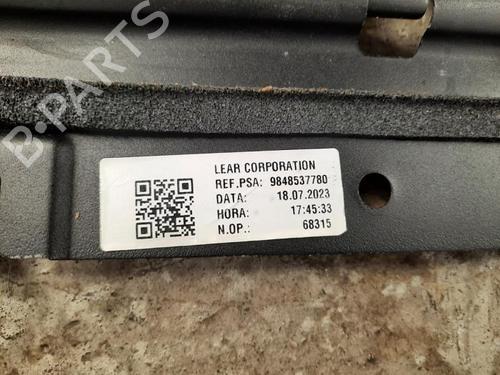 B-PARTS
LEAR CORPORATION
REF.PSA: 9848537780
DATA: 18.07.2023
HORA: 17:45:33
N.OP.: 68315